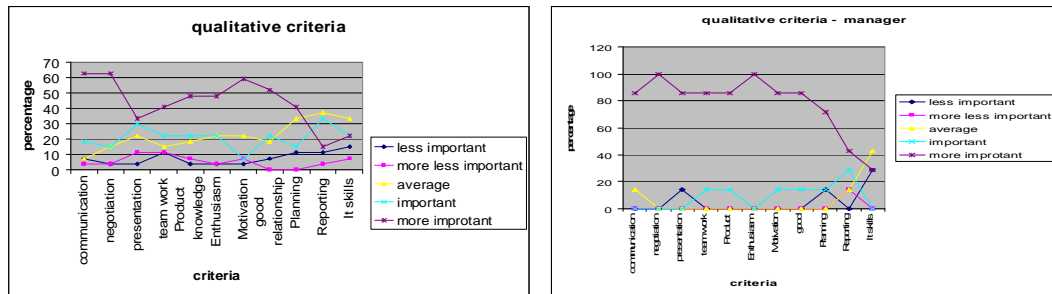 qualitative criteria
percentage
70
60
50
40
30
20
10
0
communication
negotiation
presentation
team work
Product
knowledge
Enthusiasm
Motivation
good
relationship
Planning
Reporting
It skills
criteria
less important
more less important
average
important
more improtant
qualitative criteria - manager
percentage
120
100
80
60
40
20
0
communication
negotiation
presentation
teamwork
Product
Enthusiasm
Motivation
good
Planning
Reporting
It skills
criteria
less important
more less important
average
important
more improtant